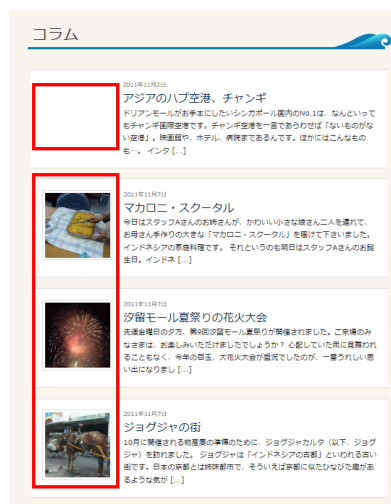 コラム
2011年11月2日
アジアのハブ空港、チャンギ
ドリアンモールがお手本にしたいシンガポール国内のNo.1は、なんといって
もチャンギ国際空港です。チャンギ空港を一言であらわせば「ないものがな
い空港」。映画館や、ホテル、病院まであるんです。ほかにはこんなもの
も…。 インタ [...]
2011年11月7日
マカロニ・スクータル
今日はスタッフAさんのお姉さんが、かわいい小さな娘さん二人を連れて、
お母さん手作りの大きな「マカロニ・スクータル」を届けて下さいました。
インドネシアの家庭料理です。 それというのも明日はスタッフAさんのお誕
生日。インドネ [...]
2011年11月7日
汐留モール夏祭りの花火大会
先週金曜日の夕方、第9回汐留モール夏祭りが開催されました。ご来場のみ
なさまは、お楽しみいただけましたでしょうか？ 心配していた雨に見舞われ
ることもなく、今年の目玉、大花火大会が盛況でしたのが、一番うれしい思
い出になりまし [...]
2011年11月7日
ジョグジャの街
10月に開催される物産展の準備のために、ジョグジャカルタ（以下、ジョグ
ジャ）を訪れました。 ジョグジャは「インドネシアの古都」といわれる古い
街です。日本の京都とは姉妹都市で、そういえば京都に似たひなびた趣があ
るような気が [...]